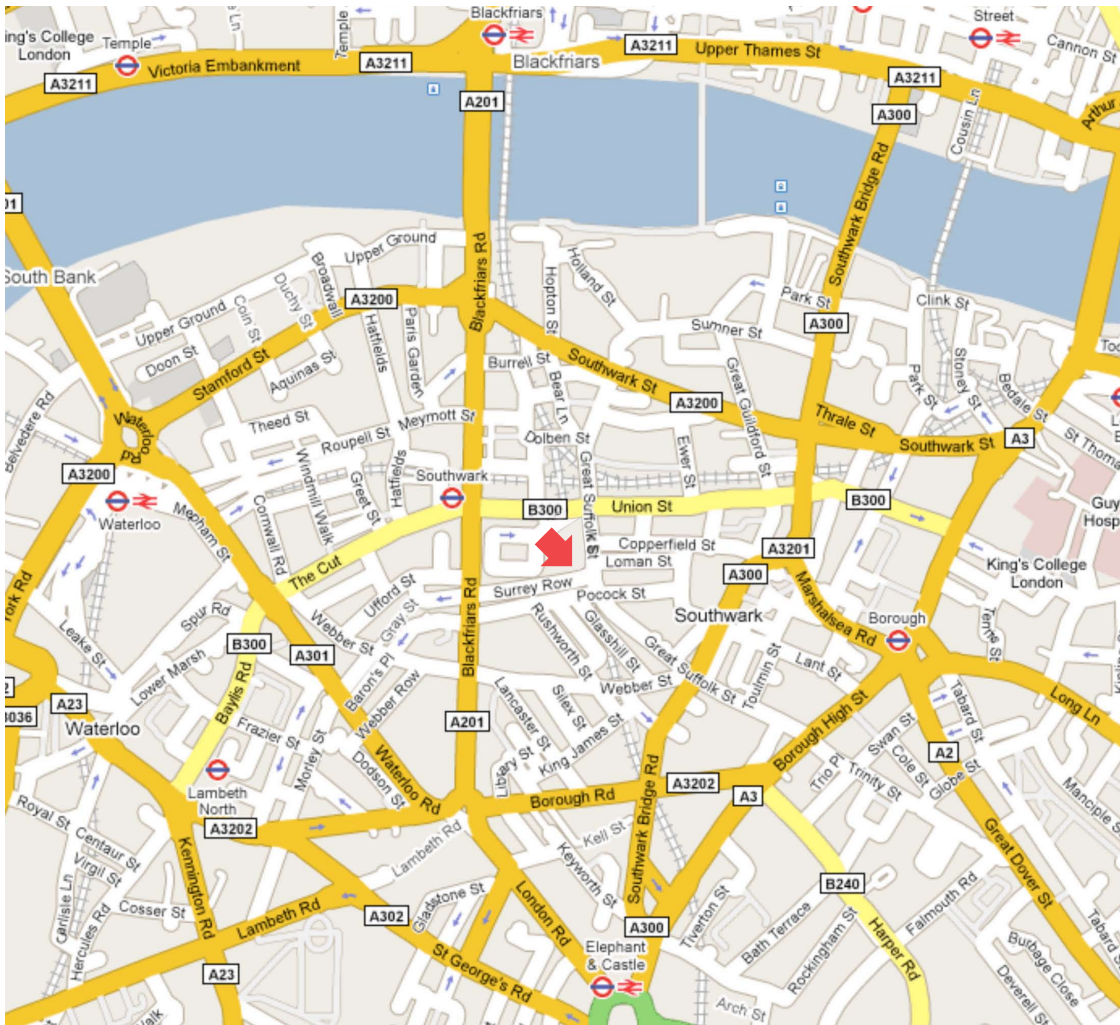 Blackfriars
Street
King's College
London
Temple
Temple
A3211
Victoria Embankment
A3211
Blackfriars
A3211
Upper Thames St
Cannon St
A3211
A201
A300
Cousin Ln
Arthur
01
Southwark Bridge Rd
South Bank
Upper Ground
Blackfriars Rd
Broadwall
Duchy St
Coin St
Upper Ground
Doon St
A3200
Hatfields
Paris Garden
Hopton St
Holland St
Park St
Clink St
A300
Sumner St
Stamford St
Aquinas St
Burrell St
Bear Ln
Southwark St
A3200
Great Guildford St
Park St
Stoney St
Bedale St
Belvedere Rd
Waterloo Rd
Theed St
Roupell St
Meymott St
Dolben St
Ewer St
Thrale St
Southwark St
A3
St Thomas
A3200
Waterloo
Mepham St
Cornwall Rd
Windmill Walk
Greet St
Hatfields
Southwark
Great Suffolk St
B300
Union St
B300
Guy
Hosp
The Cut
Copperfield St
A3201
King's College
London
York Rd
Ufford St
Gray St
Surrey Row
Loman St
Pocock St
A300
Southwark
Marshalsea Rd
Borough
Tennis St
Leake St
Spur Rd
B300
Webber St
A301
Blackfriars Rd
Rushworth St
Glasshill St
Great Suffolk St
Toulmin St
Lant St
Lower Marsh
Baylis Rd
Baron's Pl
Webber Row
Webber St
A23
3036
Waterloo
Frazier St
Morley St
A201
Lancaster St
Silex St
King James St
Borough High St
Swan St
Tabard St
Long Ln
A2
Lambeth
North
Dodson St
Waterloo Rd
Borough Rd
A3202
A3
Trio Pl
Trinity St
Cole St
Globe St
Manciple St
Royal St
Centaur St
Virgil St
A3202
Lambeth Rd
Kell St
Keyworth St
Southwark Bridge Rd
Great Dover St
Carlisle Ln
Hercules Rd
Cosser St
Kennington Rd
Lambeth Rd
A302
Gladstone St
London Rd
A300
Tiverton St
Bath Terrace
Rockingham St
B240
Harper Rd
Falmouth Rd
Tabard St
A23
St George's Rd
Elephant
& Castle
Arch St
Deverell St
Burbage Close
Walk